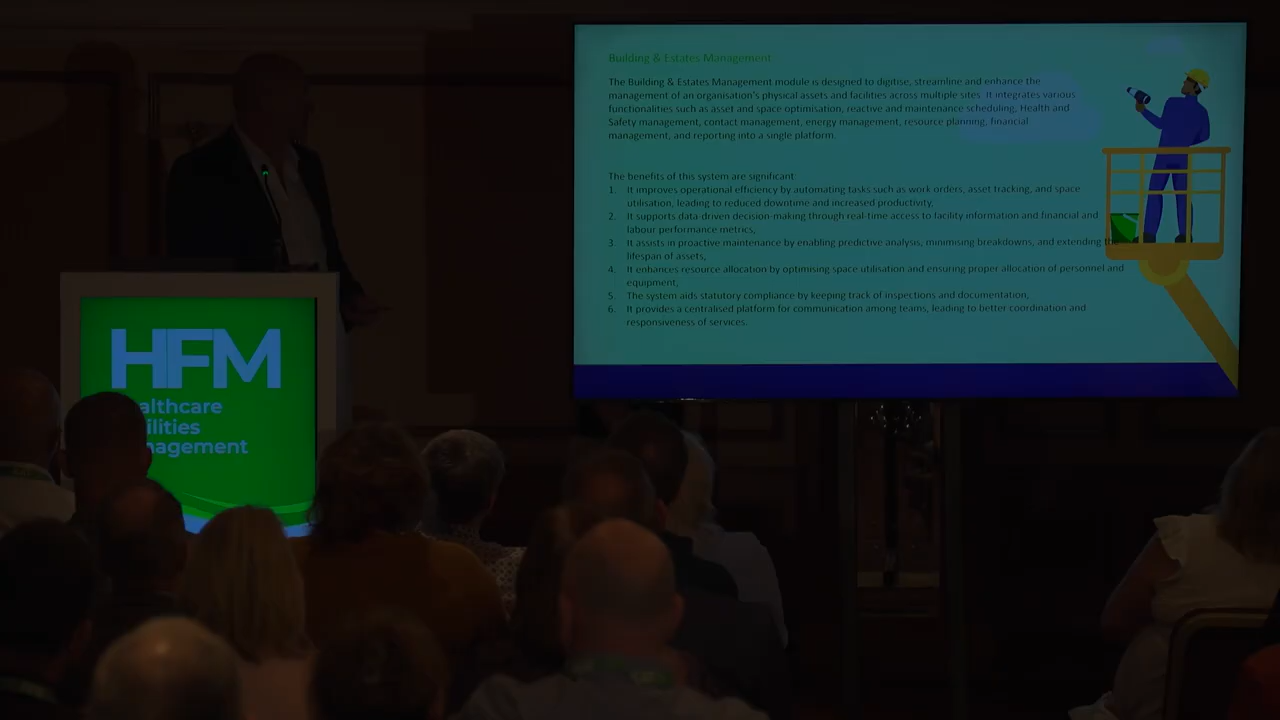 Building & Estates Management
The Building & Estates Management module is designed to digitise, streamline and enhance the
management of an organisation's physical assets and facilities across multiple sites. It integrates various
functionalities such as asset and space optimisation, reactive and maintenance scheduling, Health and
Safety management, contact management, energy management, resource planning, financial
management, and reporting into a single platform.
The benefits of this system are significant
1. It improves operational efficiency by automating tasks such as work orders, asset tracking, and space
utilisation, leading to reduced downtime and increased productivity,
2. It supports data-driven decision-making through real-time access to facility information and financial and
labour performance metrics,
3. It assists in proactive maintenance by enabling predictive analysis, minimising breakdowns, and extending the
lifespan of assets,
4. It enhances resource allocation by optimising space utilisation and ensuring proper allocation of personnel and
equipment,
5. The system aids statutory compliance by keeping track of inspections and documentation,
6. It provides a centralised platform for communication among teams, leading to better coordination and
responsiveness of services.
HFM
althcare
ilities
nagement